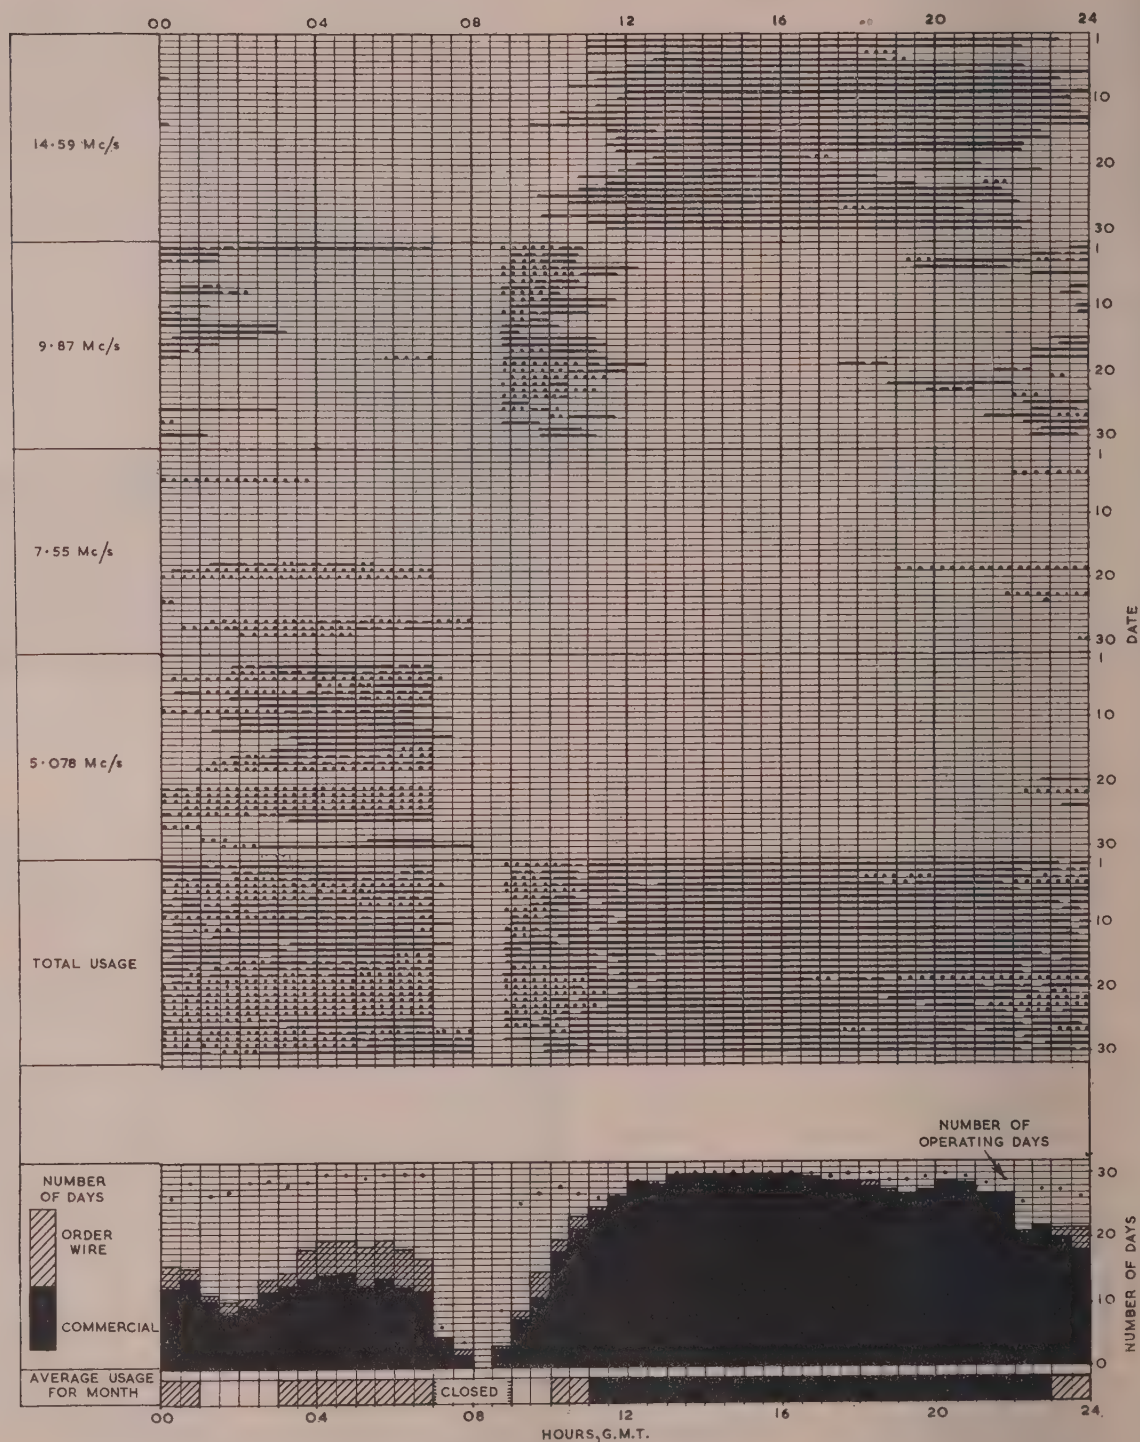 00 04 08 12 16 20 24
14·59 Mc/s
1
10
20
30
9·87 Mc/s
1
10
20
30
7·55 Mc/s
1
10
20
30
DATE
5·078 Mc/s
1
10
20
30
TOTAL USAGE
1
10
20
30
NUMBER OF
OPERATING DAYS
NUMBER
OF DAYS
ORDER
WIRE
COMMERCIAL
30
20
10
0
NUMBER OF DAYS
AVERAGE USAGE
FOR MONTH
CLOSED
00 04 08 12 16 20 24
HOURS, G.M.T.